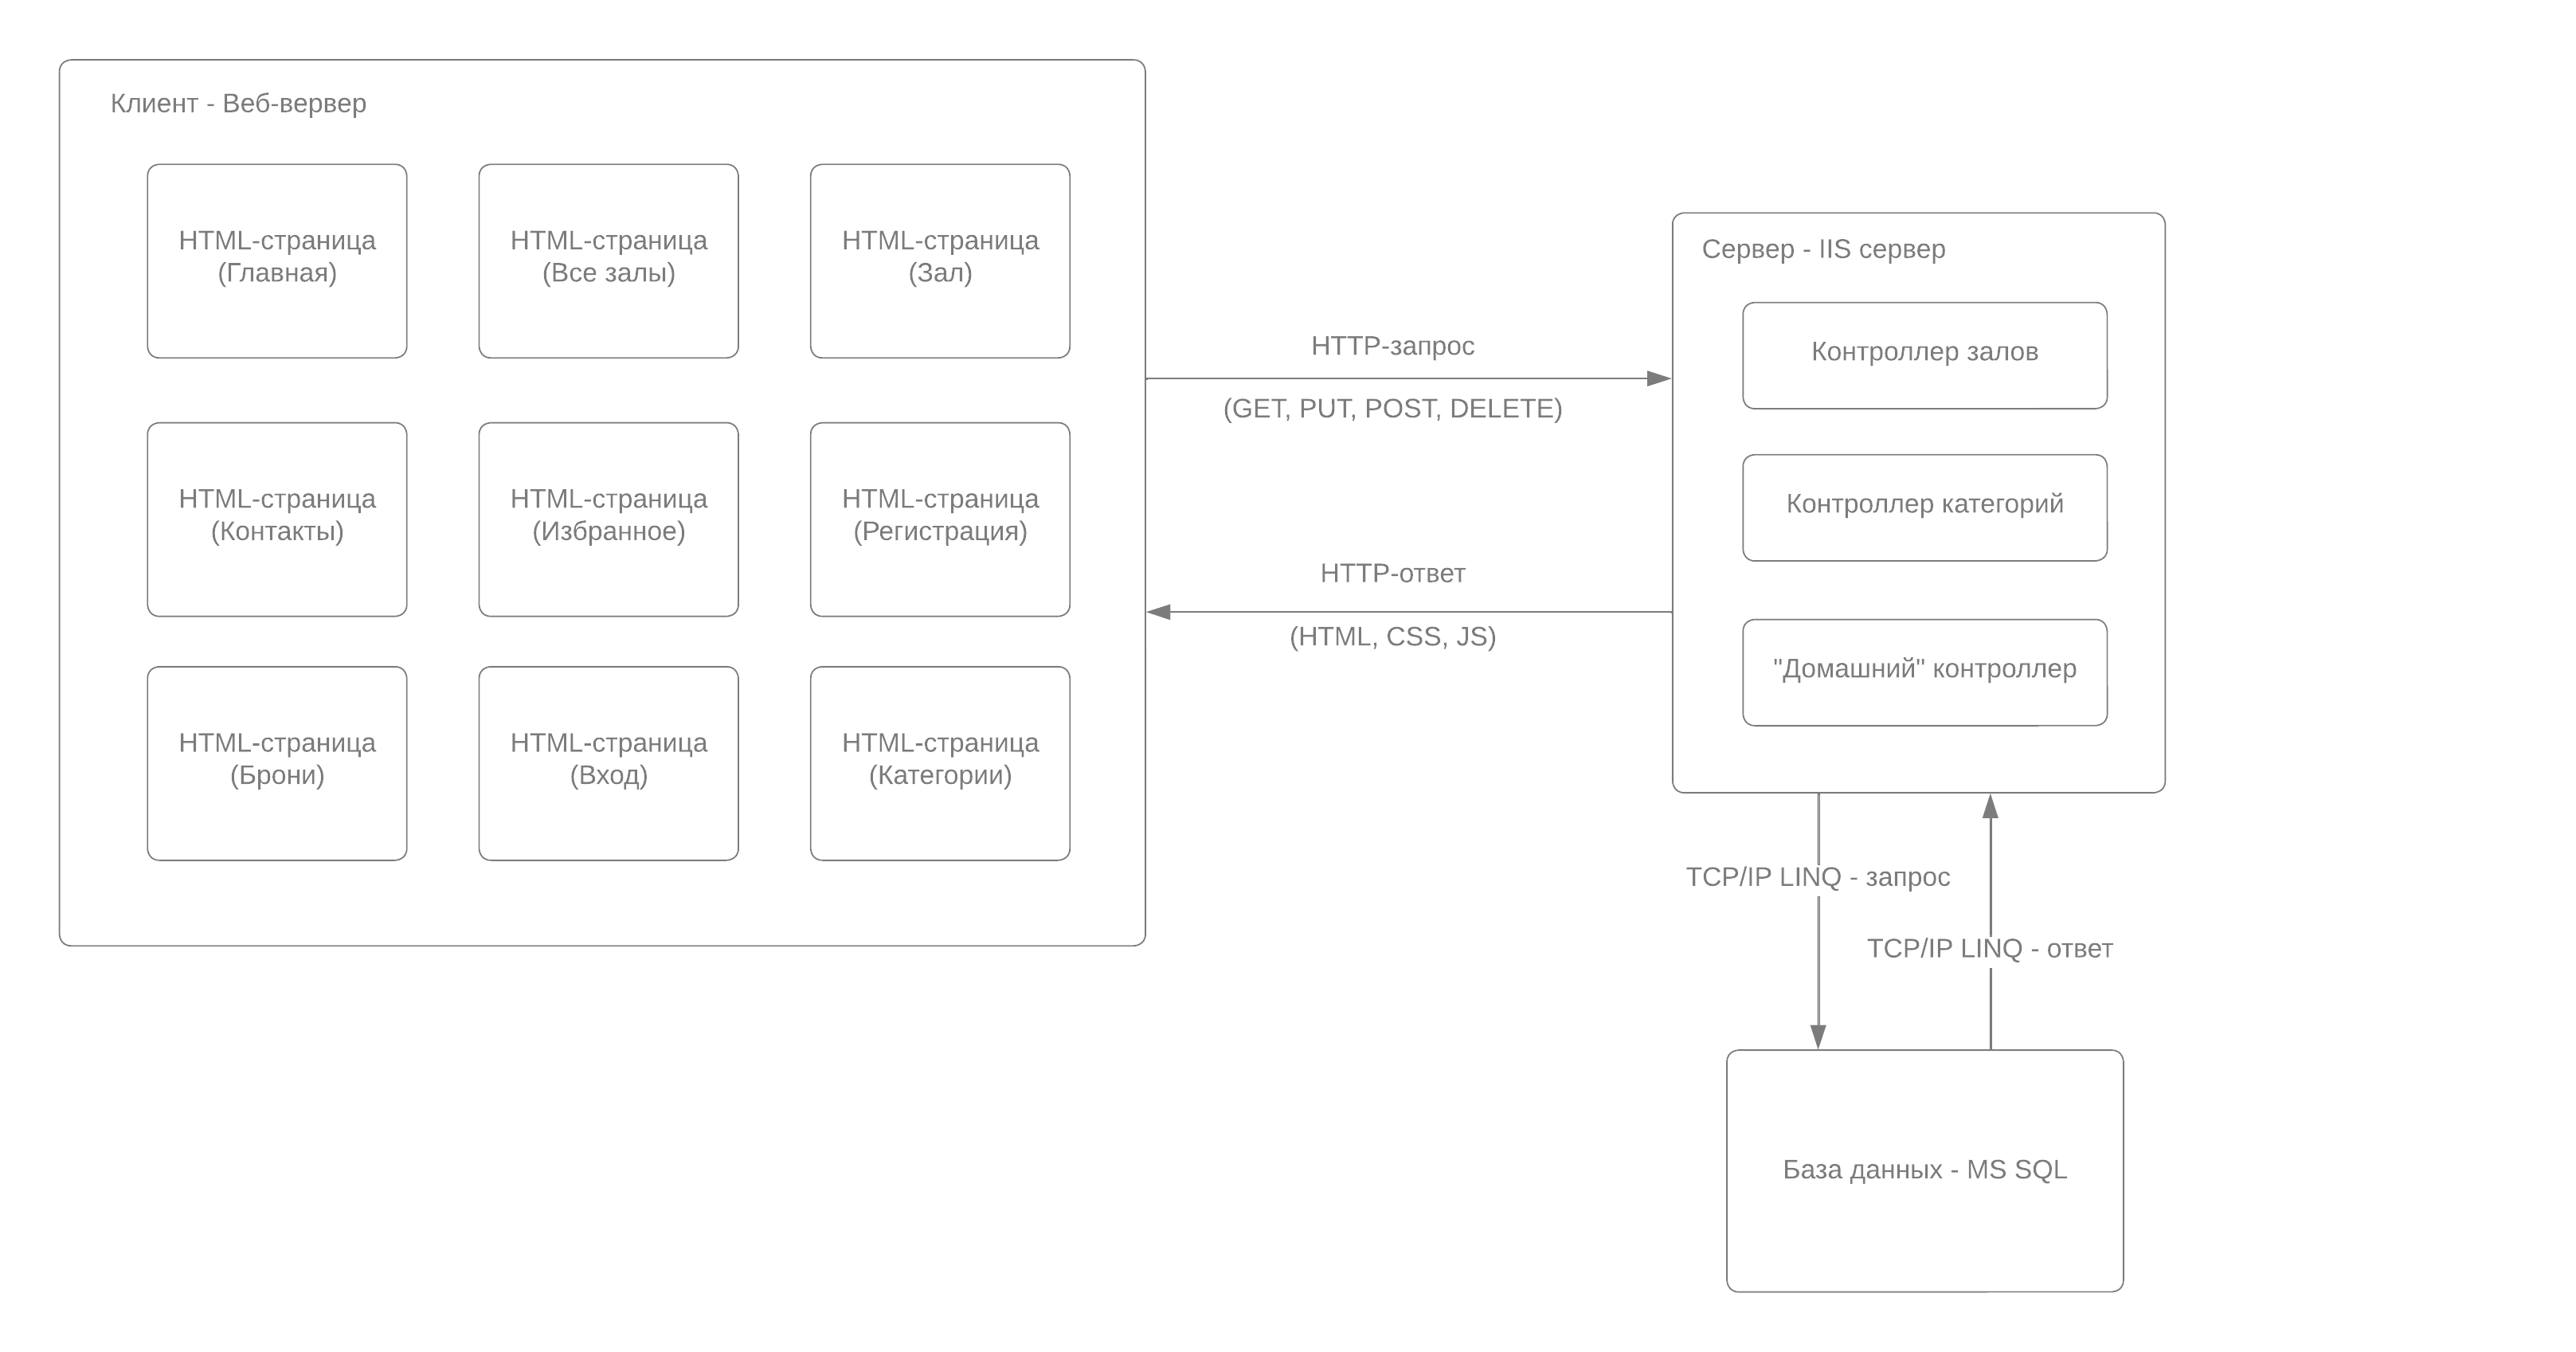 Клиент - Веб-вервер
HTML-страница
(Главная)
HTML-страница
(Все залы)
HTML-страница
(Зал)
HTML-страница
(Контакты)
HTML-страница
(Избранное)
HTML-страница
(Регистрация)
HTML-страница
(Брони)
HTML-страница
(Вход)
HTML-страница
(Категории)
HTTP-запрос
(GET, PUT, POST, DELETE)
HTTP-ответ
(HTML, CSS, JS)
Сервер - IIS сервер
Контроллер залов
Контроллер категорий
"Домашний" контроллер
TCP/IP LINQ - запрос
TCP/IP LINQ - ответ
База данных - MS SQL